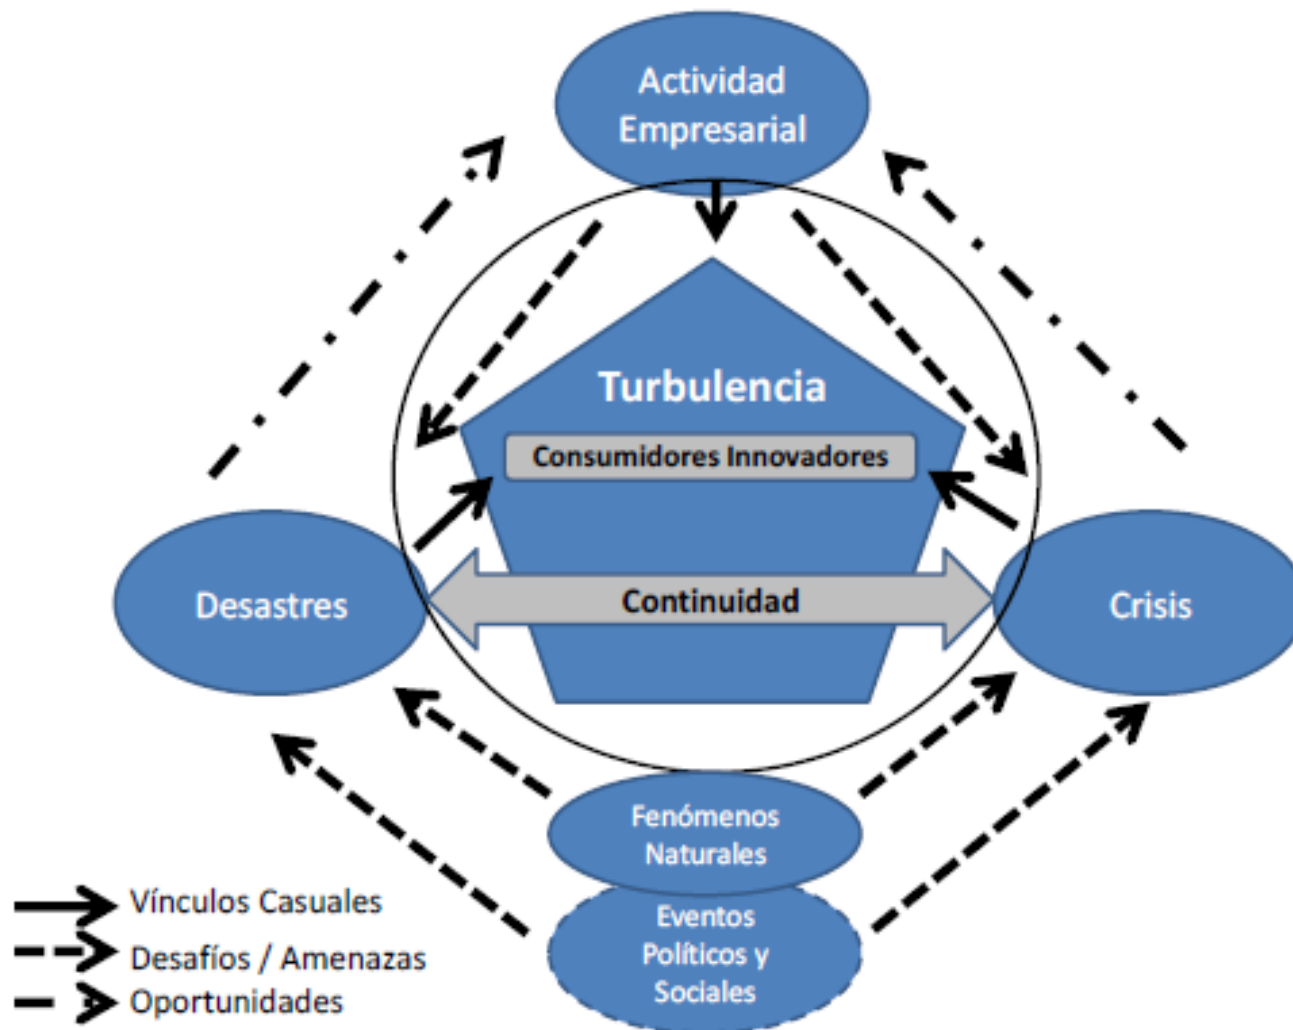 Actividad
Empresarial
Turbulencia
Consumidores Innovadores
Continuidad
Desastres
Crisis
Fenómenos
Naturales
Eventos
Políticos y
Sociales
Vínculos Casuales
Desafíos / Amenazas
Oportunidades